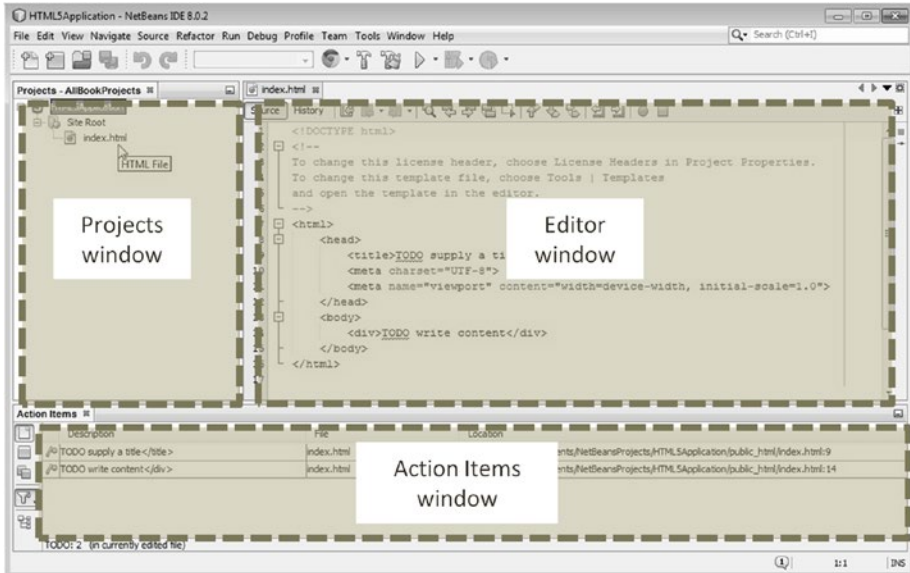 HTML5Application - NetBeans IDE 8.0.2
File Edit View Navigate Source Refactor Run Debug Profile Team Tools Window Help
Search (Ctrl+I)
Projects - AllBookProjects
index.html
Source History
Site Root
index.html
HTML File
Projects
window
<!DOCTYPE html>
<!--
To change this license header, choose License Headers in Project Properties.
To change this template file, choose Tools | Templates
and open the template in the editor.
-->
<html>
<head>
<title>TODO supply a ti
<meta charset="UTF-8">
<meta name="viewport" content="width=device-width, initial-scale=1.0">
</head>
<body>
<div>TODO write content</div>
</body>
</html>
Editor
window
Action Items
Description File Location
TODO supply a title</title> index.html ents/NetBeansProjects/HTML5Application/public_html/index.html:9
TODO write content</div> index.html ents/NetBeansProjects/HTML5Application/public_html/index.html:14
Action Items
window
TODO: 2 (in currently edited file)
1:1 INS